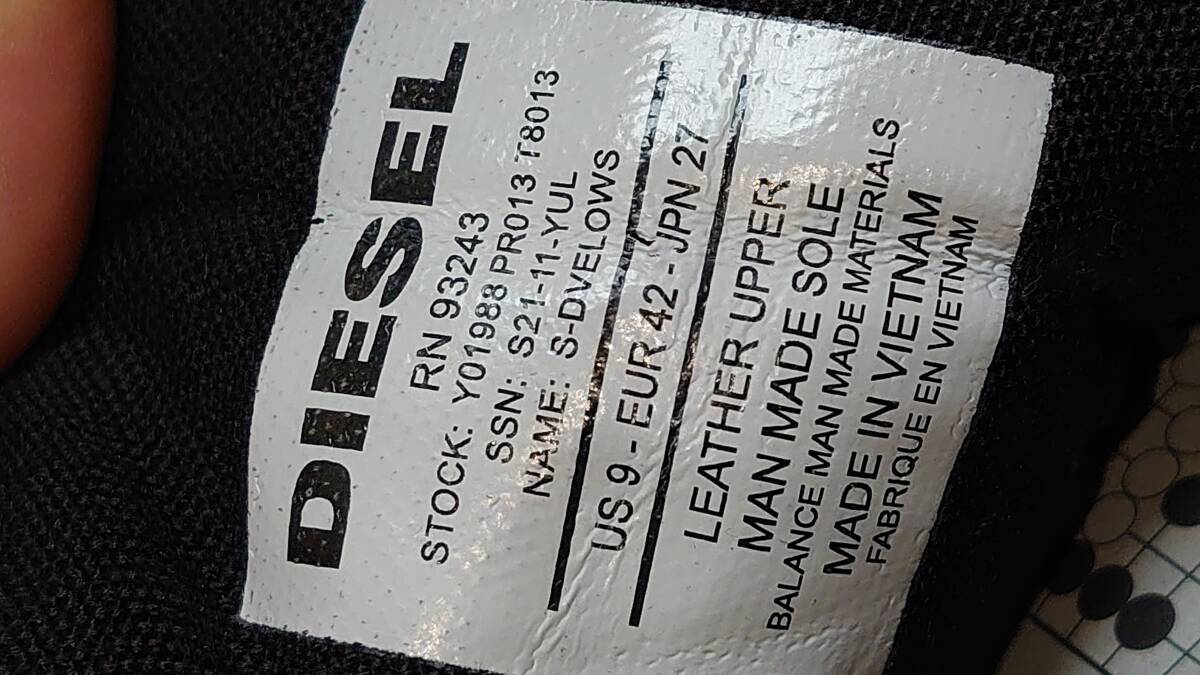 DIESEL
RN 93243
STOCK: Y01988 PR013 T8013
SSN: S21-11-YUL
NAME: S-DVELOWS
US 9 - EUR 42 - JPN 27
LEATHER UPPER
MAN MADE SOLE
BALANCE MAN MADE MATERIALS
MADE IN VIETNAM
FABRIQUE EN VIETNAM